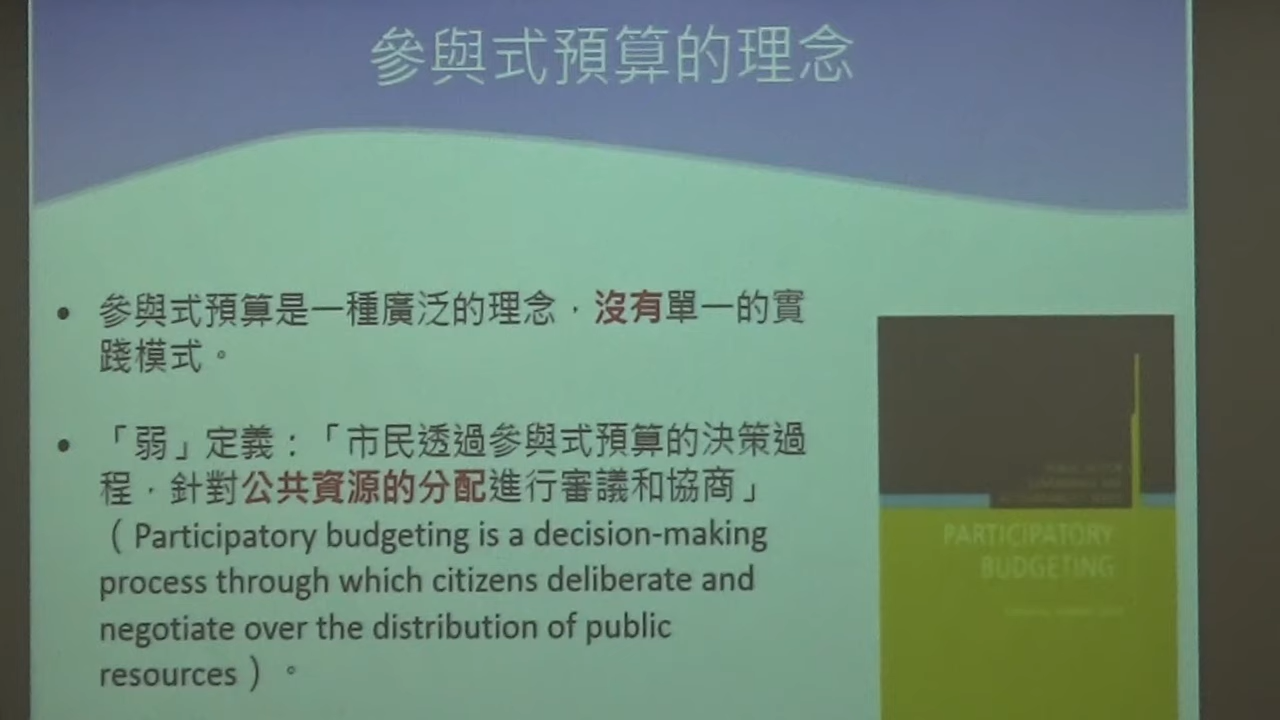 參與式預算的理念
• 參與式預算是一種廣泛的理念，沒有單一的實
踐模式。
• 「弱」定義：「市民透過參與式預算的決策過
程，針對公共資源的分配進行審議和協商」
（Participatory budgeting is a decision-making
process through which citizens deliberate and
negotiate over the distribution of public
resources）。
PARTICIPATORY
BUDGETING